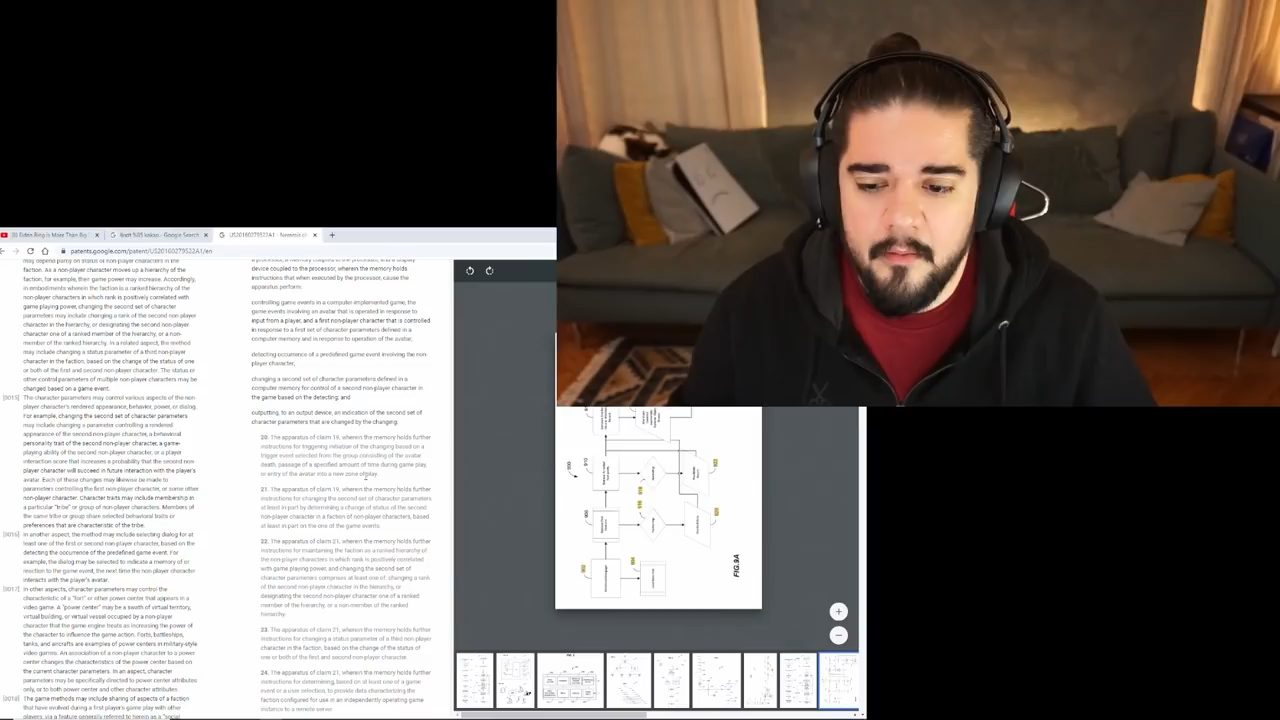 Elden Ring is More Than Big
- Google Search
US20160279522A1 - Nemesis c
patents.google.com/patent/US20160279522A1/en
may depend partly on status of non-player characters in the
faction. As a non-player character moves up a hierarchy of the
faction, for example, their game power may increase. Accordingly,
in embodiments wherein the faction is a ranked hierarchy of the
non-player characters in which rank is positively correlated with
game playing power, changing the second set of character
parameters may include changing a rank of the second non-player
character in the hierarchy, or designating the second non-player
character one of a ranked member of the hierarchy, or a non-
member of the ranked hierarchy. In a related aspect, the method
may include changing a status parameter of a third non-player
character in the faction, based on the change of the status of one
or both of the first and second non-player character. The status or
other control parameters of multiple non-player characters may be
changed based on a game event.
[0015] The character parameters may control various aspects of the non-
player character's rendered appearance, behavior, power, or dialog.
For example, changing the second set of character parameters
may include changing a parameter controlling a rendered
appearance of the second non-player character, a behavioral
personality trait of the second non-player character, a game-
playing ability of the second non-player character, or a player
interaction score that increases a probability that the second non-
player character will succeed in future interaction with the player's
avatar. Each of these changes may likewise be made to
parameters controlling the first non-player character, or some other
non-player character. Character traits may include membership in
a particular "tribe" or group of non-player characters. Members of
the same tribe or group share selected behavioral traits or
preferences that are characteristic of the tribe.
[0016] In another aspect, the method may include selecting dialog for at
least one of the first or second non-player character, based on the
detecting the occurrence of the predefined game event. For
example, the dialog may be selected to indicate a memory of or
reaction to the game event, the next time the non player character
interacts with the player's avatar.
[0017] In other aspects, character parameters may control the
characteristic of a "fort" or other power center that appears in a
video game. A "power center" may be a swath of virtual territory,
virtual building, or virtual vessel occupied by a non-player
character that the game engine treats as increasing the power of
the character to influence the game action. Forts, battleships,
tanks, and aircrafts are examples of power centers in military-style
video games. An association of a non-player character to a power
center changes the characteristics of the power center based on
the current character parameters. In an aspect, character
parameters may be specifically directed to power center attributes
only, or to both power center and other character attributes.
[0018] The game methods may include sharing of aspects of a faction
that have evolved during a first player's game play with other
players, via a feature generally referred to herein as a "social
a processor, a memory coupled to the processor, and a display
device coupled to the processor, wherein the memory holds
instructions that when executed by the processor, cause the
apparatus perform:
controlling game events in a computer-implemented game, the
game events involving an avatar that is operated in response to
input from a player, and a first non-player character that is controlled
in response to a first set of character parameters defined in a
computer memory and is response to operation of the avatar;
detecting occurrence of a predefined game event involving the non-
player character;
changing a second set of character parameters defined in a
computer memory for control of a second non-player character in
the game based on the detecting; and
outputting, to an output device, an indication of the second set of
character parameters that are changed by the changing.
20. The apparatus of claim 19, wherein the memory holds further
instructions for triggering initiation of the changing based on a
trigger event selected from the group consisting of the avatar
death, passage of a specified amount of time during game play,
or entry of the avatar into a new zone of play.
21. The apparatus of claim 19, wherein the memory holds further
instructions for changing the second set of character parameters
at least in part by determining a change of status of the second
non-player character in a faction of non-player characters, based
at least in part on the one of the game events.
22. The apparatus of claim 21, wherein the memory holds further
instructions for maintaining the faction as a ranked hierarchy of
the non-player characters in which rank is positively correlated
with game playing power, and changing the second set of
character parameters comprises at least one of: changing a rank
of the second non-player character in the hierarchy, or
designating the second non-player character one of a ranked
member of the hierarchy, or a non-member of the ranked
hierarchy.
23. The apparatus of claim 21, wherein the memory holds further
instructions for changing a status parameter of a third non-player
character in the faction, based on the change of the status of
one or both of the first and second non-player character.
24. The apparatus of claim 21, wherein the memory holds further
instructions for determining, based on at least one of a game
event or a user selection, to provide data characterizing the
faction configured for use in an independently operating game
instance to a remote server.
FIG. 9A